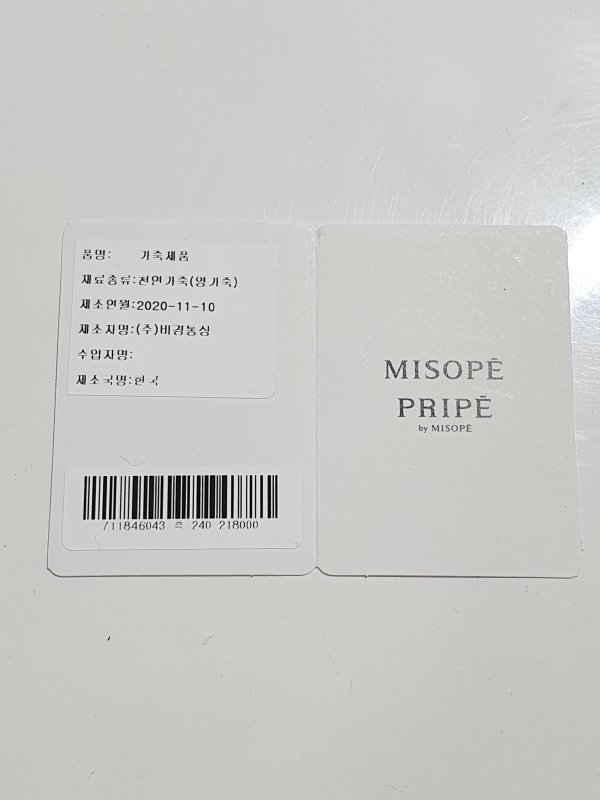 품명: 가죽제품
재료종류:천연가죽(양가죽)
제조연월:2020-11-10
제조자명:(주)비경통상
수입자명:
제조국명:한국
711846043 흑 240 218000
MISOPĒ
PRIPĒ
by MISOPĒ